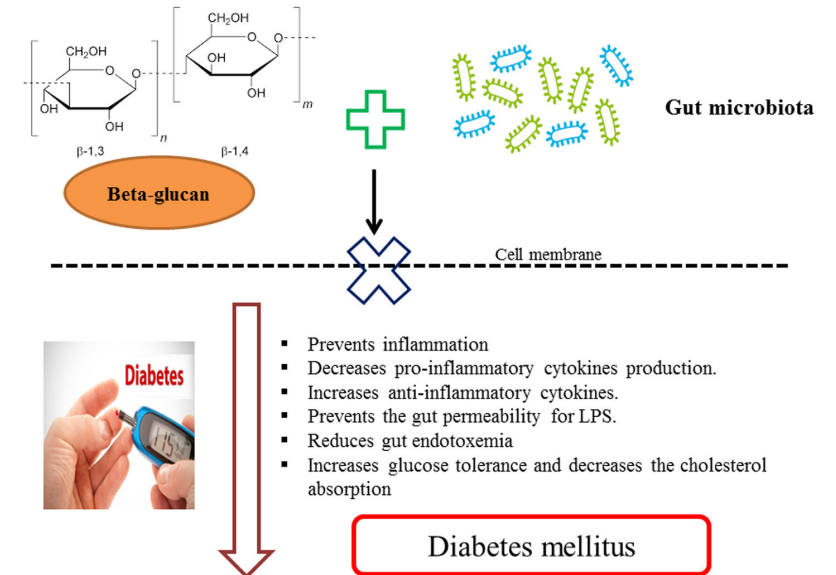 CH₂OH
O
O
CH₂OH
O
O
OH
OH
m
OH
OH
n
β-1,3
β-1,4
Beta-glucan
Gut microbiota
Cell membrane
Diabetes
115
▪ Prevents inflammation
▪ Decreases pro-inflammatory cytokines production.
▪ Increases anti-inflammatory cytokines.
▪ Prevents the gut permeability for LPS.
▪ Reduces gut endotoxemia
▪ Increases glucose tolerance and decreases the cholesterol
absorption
Diabetes mellitus